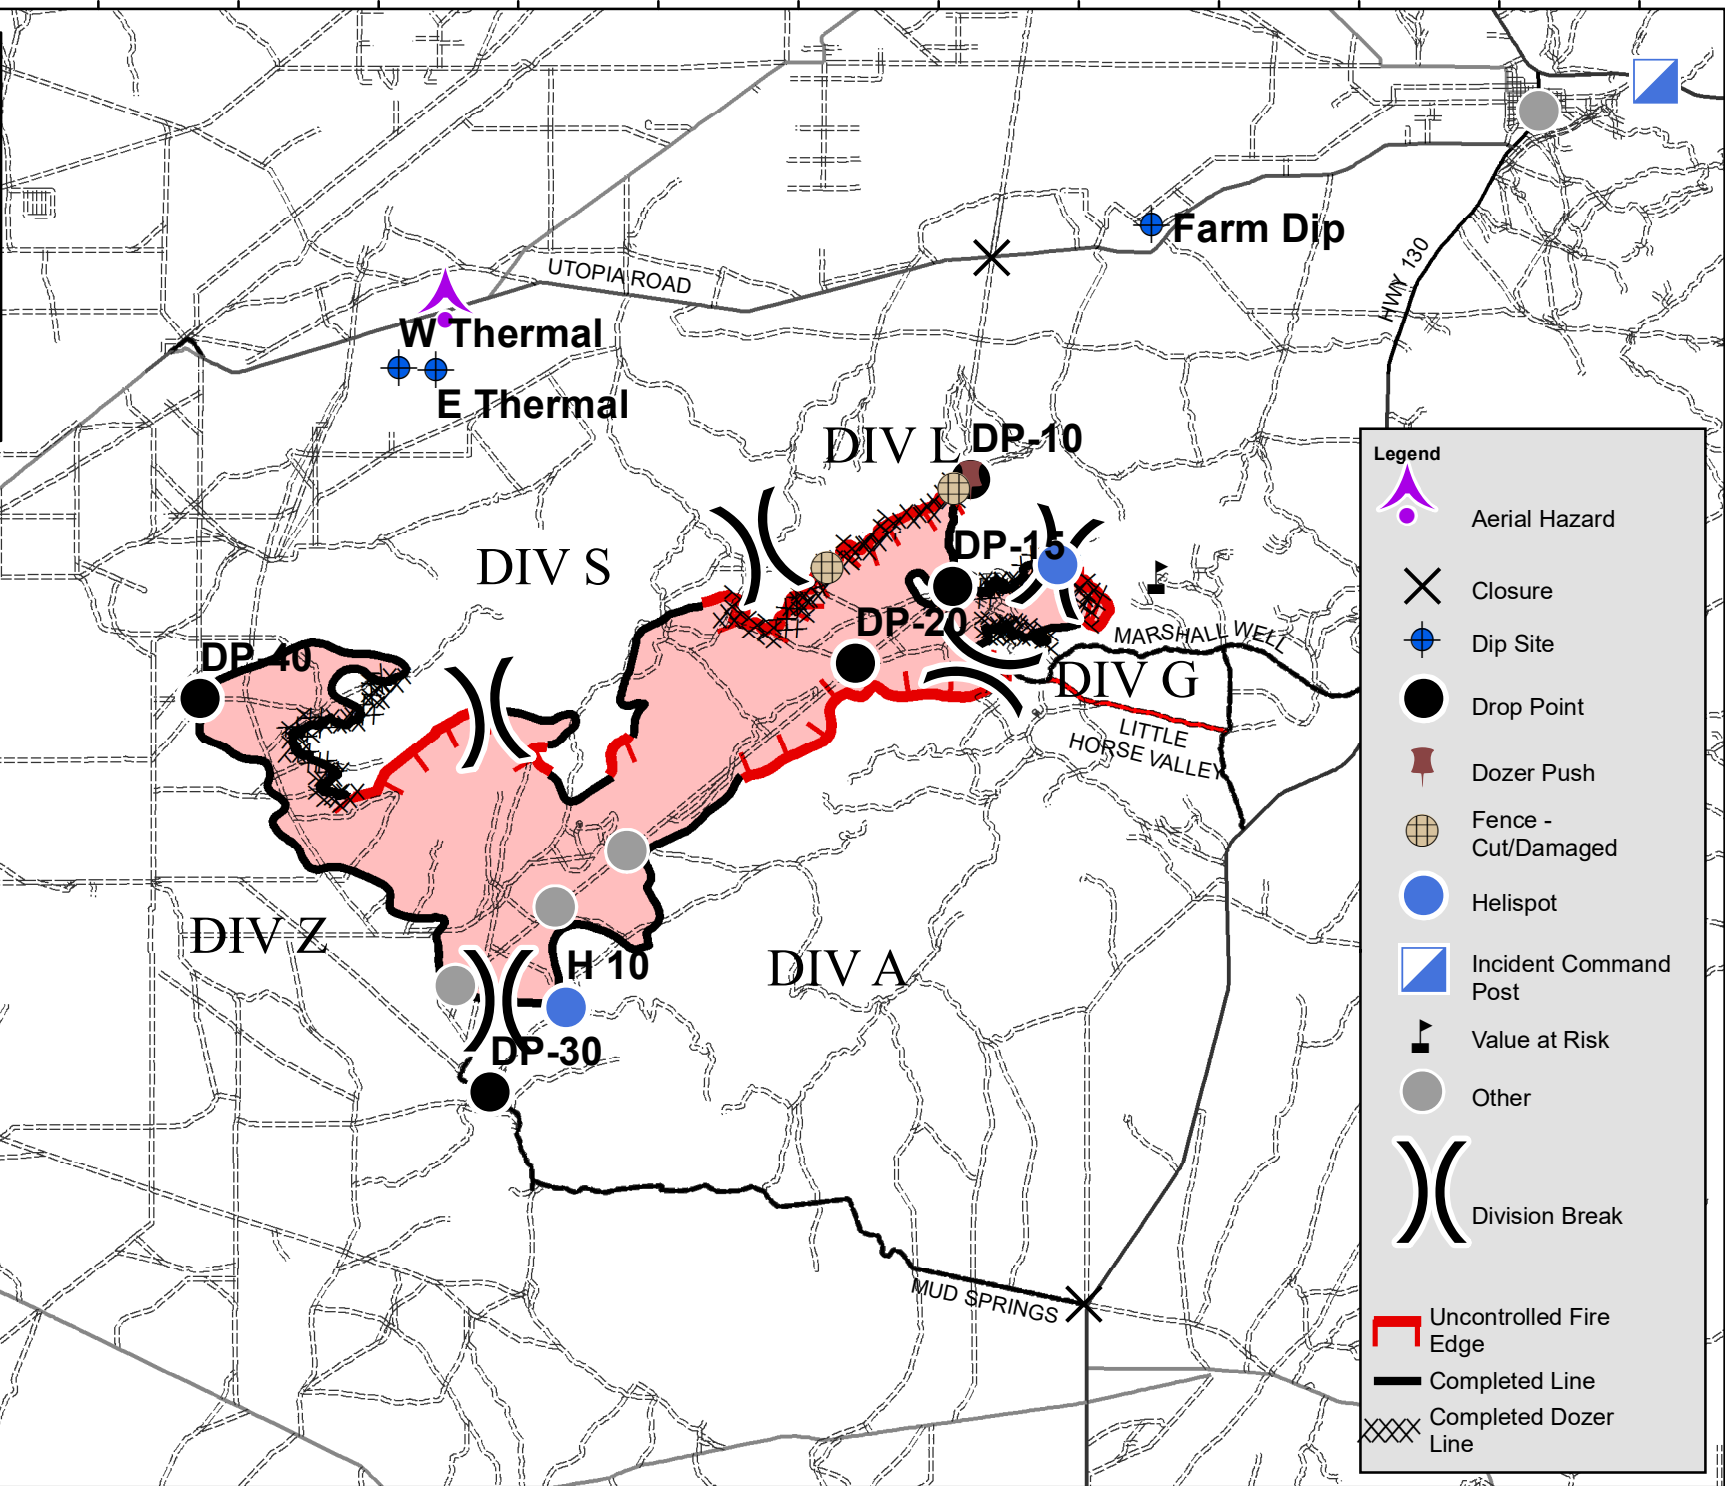 HWY 130
Farm Dip
UTOPIA ROAD
W Thermal
E Thermal
DIV L
DP-10
DIV S
DP-15
DP-20
MARSHALL WELL
DIV G
DP-40
LITTLE
HORSE VALLEY
DIV Z
H 10
DIV A
DP-30
MUD SPRINGS
Legend
Aerial Hazard
Closure
Dip Site
Drop Point
Dozer Push
Fence -
Cut/Damaged
Helispot
Incident Command
Post
Value at Risk
Other
Division Break
Uncontrolled Fire
Edge
Completed Line
Completed Dozer
Line